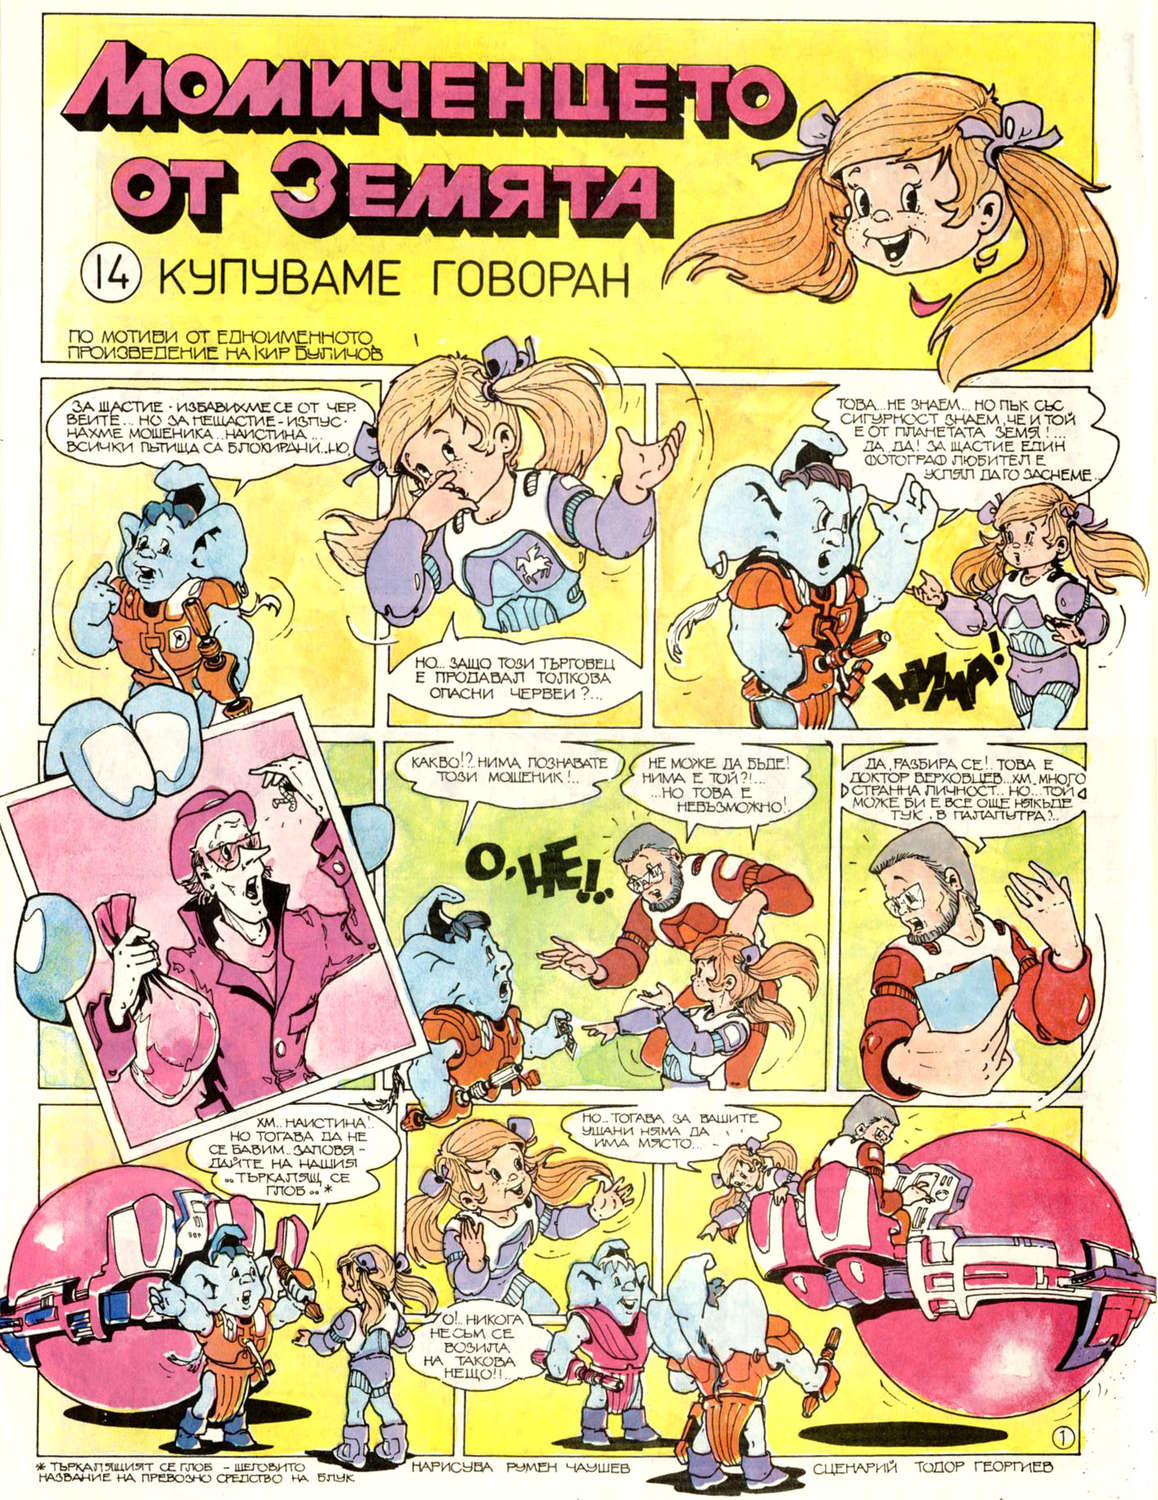 МОМИЧЕНЦЕТО
ОТ ЗЕМЯТА
14 КУПУВАМЕ ГОВОРАН
ПО МОТИВИ ОТ ЕДНОИМЕННОТО
ПРОИЗВЕДЕНИЕ НА КИР БУЛИЧОВ
ЗА ЩАСТИЕ - ИЗБАВИХМЕ СЕ ОТ ЧЕР
ВЕИТЕ... НО ЗА НЕЩАСТИЕ - ИЗПУС -
НАХМЕ МОШЕНИКА.. НАИСТИНА ...
ВСИЧКИ ПЪТИЩА СА БЛОКИРАНИ..НО
НО... ЗАЩО ТОЗИ ТЪРГОВЕЦ
Е ПРОДАВАЛ ТОЛКОВА
ОПАСНИ ЧЕРВЕИ?...
ТОВА...НЕ ЗНАЕМ... НО ПЪК СЪС
СИГУРНОСТ ЗНАЕМ, ЧЕ И ТОЙ
Е ОТ ПЛАНЕТАТА ЗЕМЯ!...
ДА, ДА! ЗА ЩАСТИЕ ЕДИН
ФОТОГРАФ ЛЮБИТЕЛ Е
УСПЯЛ ДА ГО ЗАСНЕМЕ...
НИМА!
КАКВО!? НИМА ПОЗНАВАТЕ
ТОЗИ МОШЕНИК!..
О, НЕ!!..
НЕ МОЖЕ ДА БЪДЕ!
НИМА Е ТОЙ?!...
...НО ТОВА Е
НЕВЪЗМОЖНО!
ДА, РАЗБИРА СЕ!.. ТОВА Е
ДОКТОР ВЕРХОВЦЕВ...ХМ, МНОГО
СТРАННА ЛИЧНОСТ.. НО... ТОЙ
МОЖЕ БИ Е ВСЕ ОЩЕ НЯКЪДЕ
ТУК, В ПАЛАПУТРА?..
ХМ.. НАИСТИНА!..
НО ТОГАВА ДА НЕ
СЕ БАВИМ...ЗАПОВЯ -
ДАЙТЕ НА НАШИЯ
„ТЪРКАЛЯЩ СЕ
ГЛОБ"..*
О!.. НИКОГА
НЕ СЪМ СЕ
ВОЗИЛА
НА ТАКОВА
НЕЩО!!..
НО...ТОГАВА ЗА ВАШИТЕ
УШАНИ НЯМА ДА
ИМА МЯСТО...
1
* ТЪРКАЛЯЩИЯТ СЕ ГЛОБ - ШЕГОВИТО
НАЗВАНИЕ НА ПРЕВОЗНО СРЕДСТВО НА БЛУК
НАРИСУВА РУМЕН ЧАУШЕВ
СЦЕНАРИЙ ТОДОР ГЕОРГИЕВ